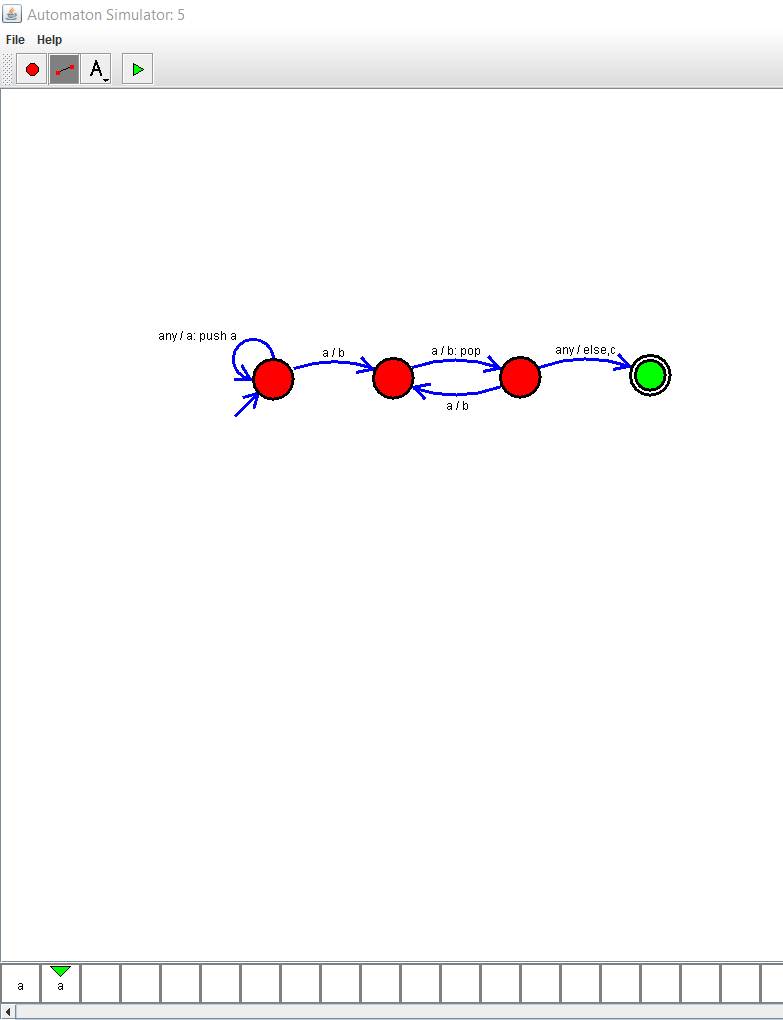 Automaton Simulator: 5
File Help
A
any / a: push a
a / b
a / b: pop
any / else,c
a / b
a a